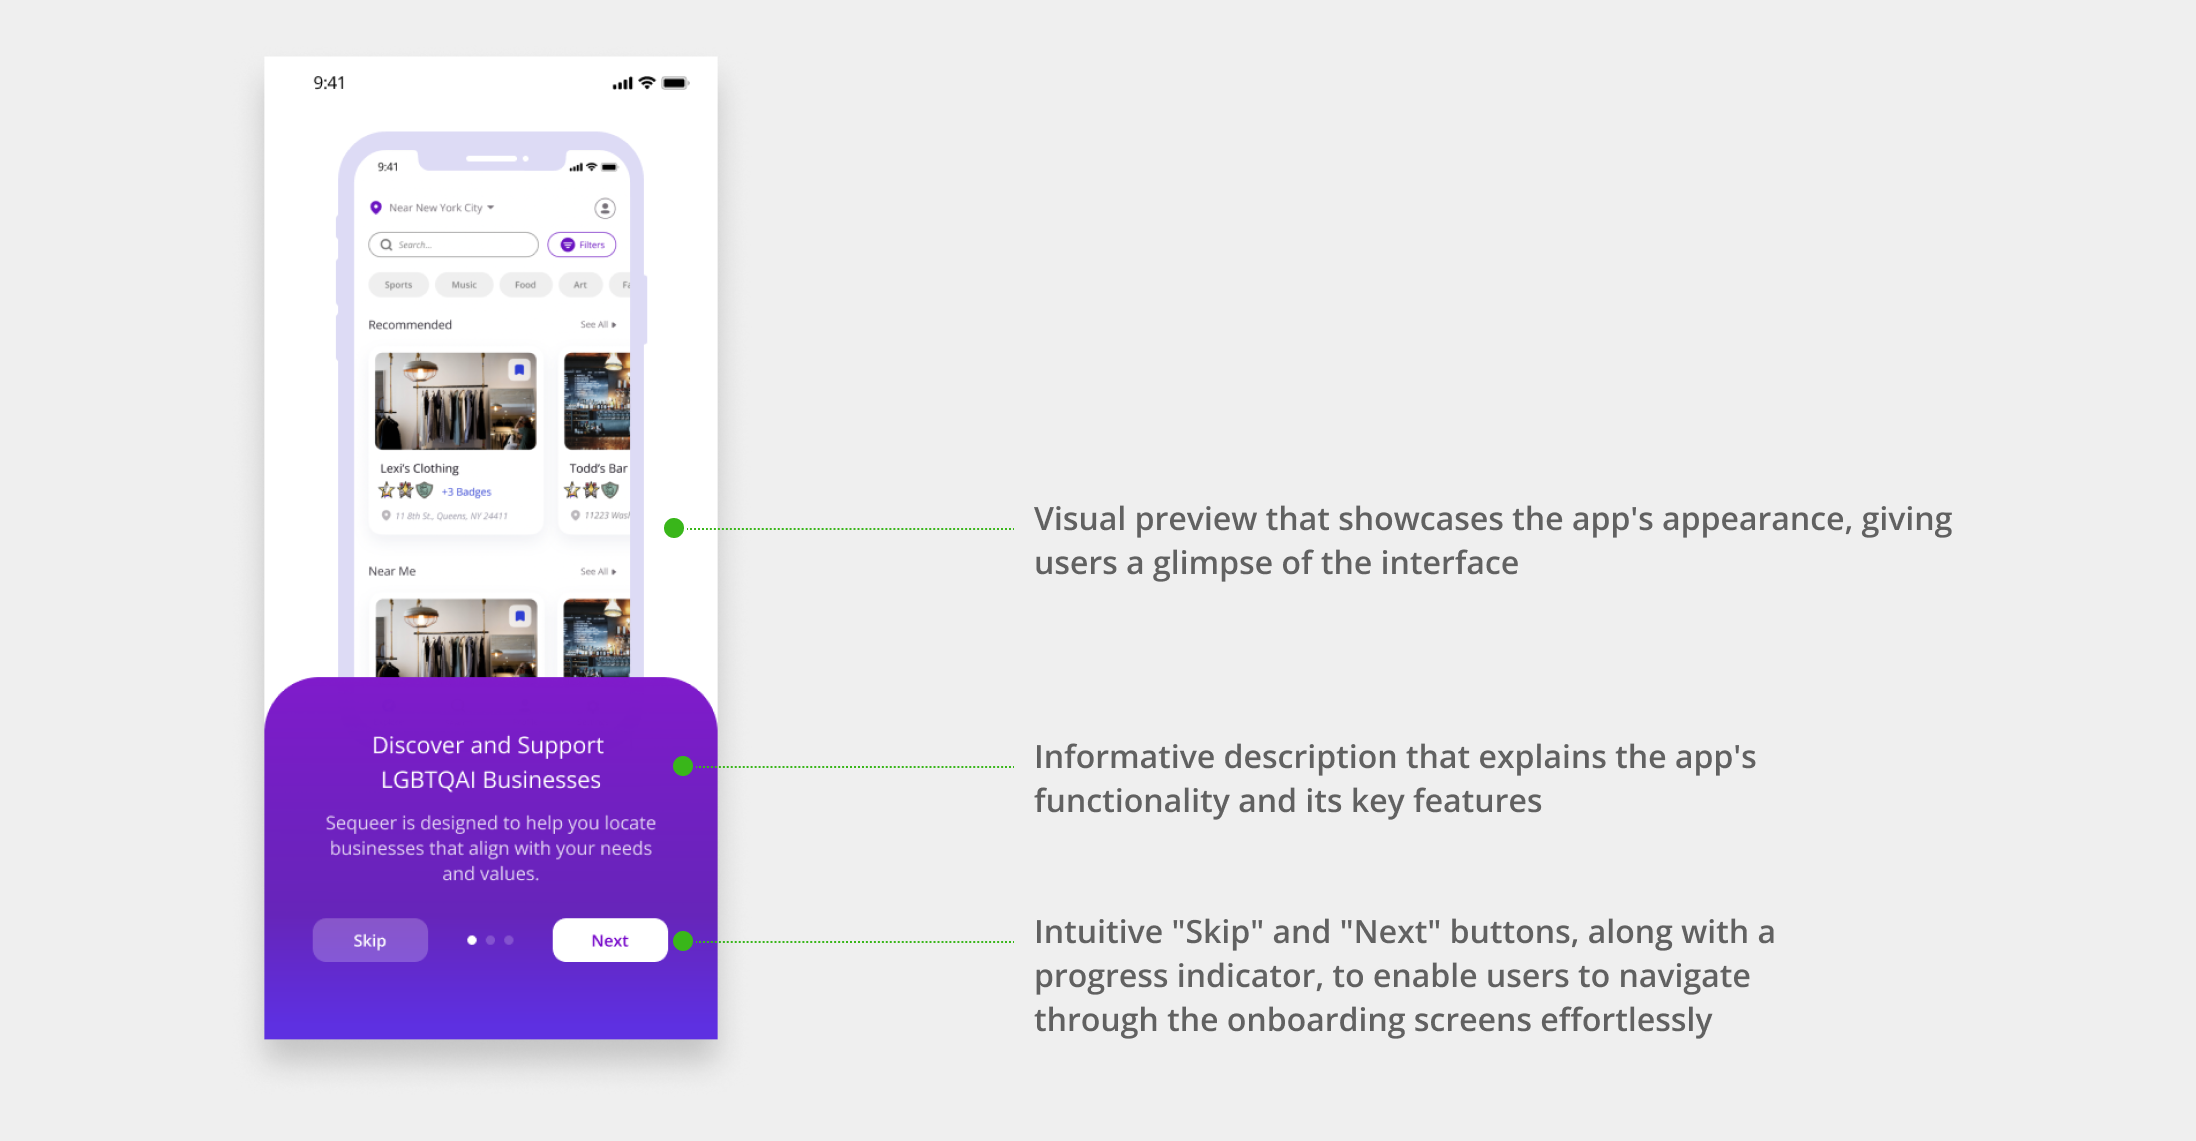 9:41
9:41
Near New York City
Search...
Filters
Sports Music Food Art Fa
Recommended See All
Lexi's Clothing Todd's Bar
+3 Badges
11 8th St., Queens, NY 24411 11223 Wash
Near Me See All
Discover and Support
LGBTQAI Businesses
Sequeer is designed to help you locate
businesses that align with your needs
and values.
Skip Next
Visual preview that showcases the app's appearance, giving
users a glimpse of the interface
Informative description that explains the app's
functionality and its key features
Intuitive "Skip" and "Next" buttons, along with a
progress indicator, to enable users to navigate
through the onboarding screens effortlessly